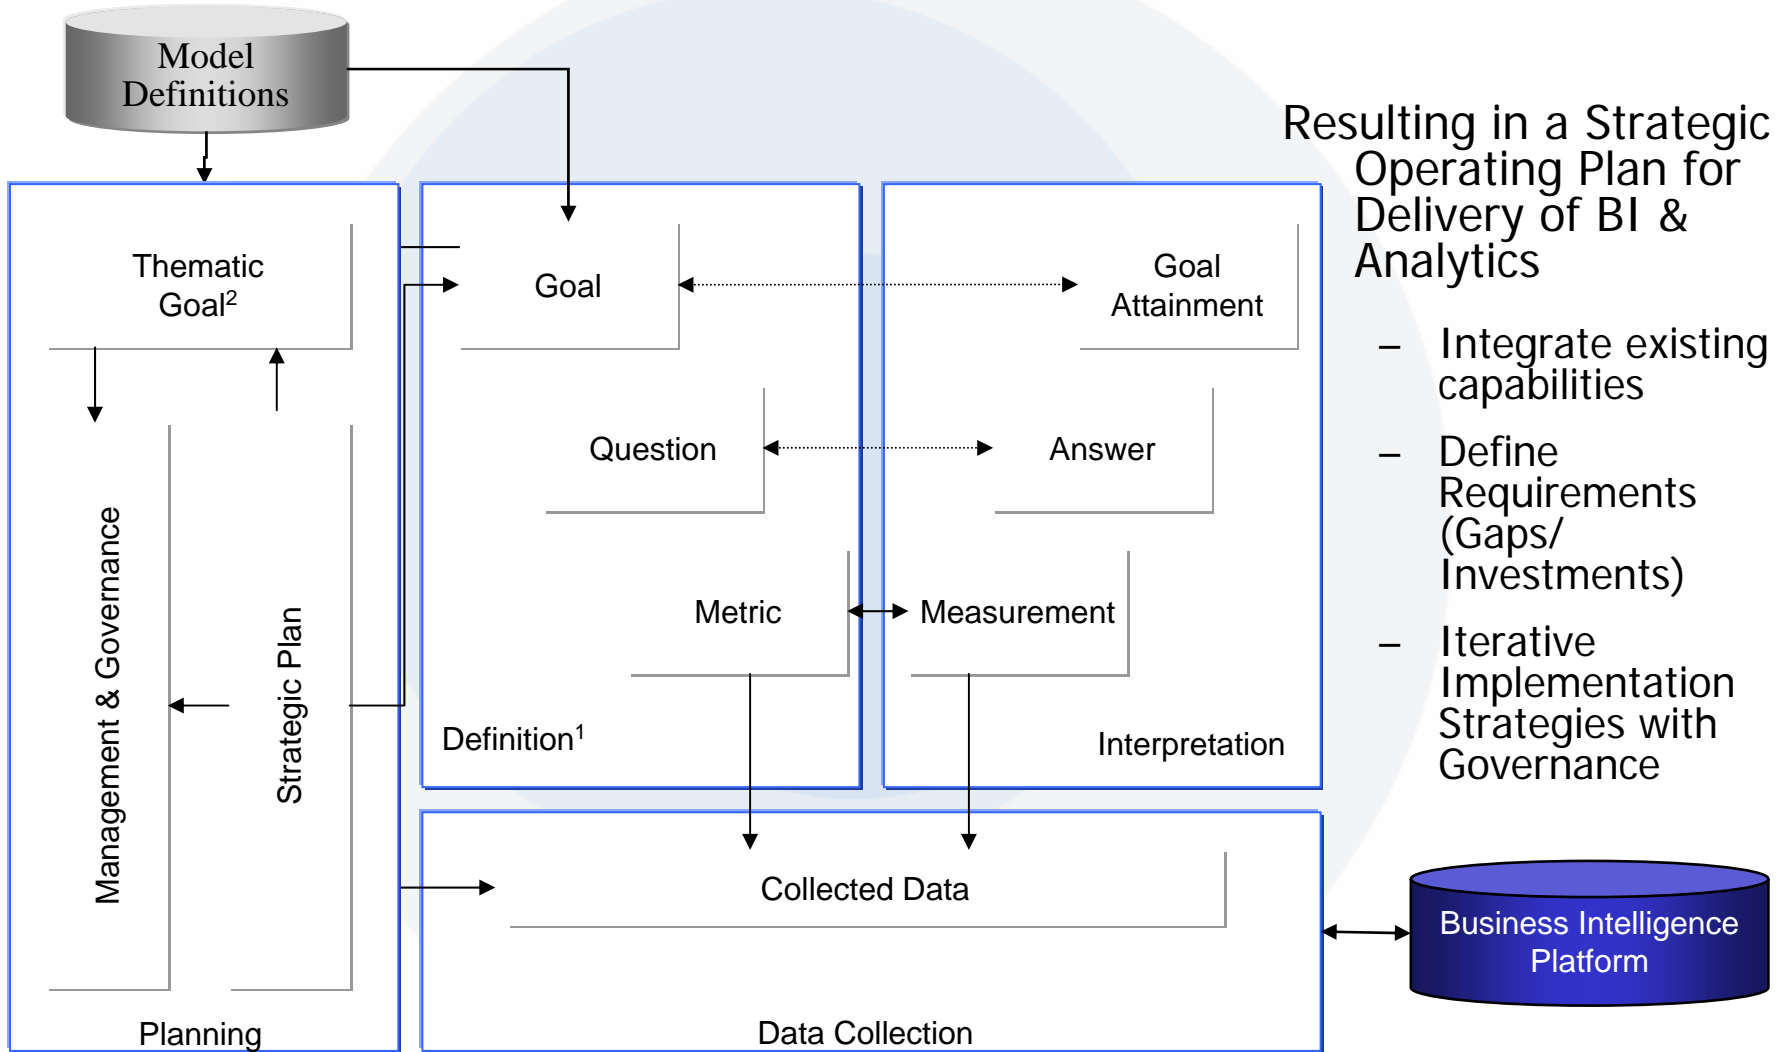 Model
Definitions
Thematic
Goal²
Management & Governance
Strategic Plan
Planning
Goal
Question
Metric
Definition¹
Goal
Attainment
Answer
Measurement
Interpretation
Collected Data
Data Collection
Business Intelligence
Platform
Resulting in a Strategic
Operating Plan for
Delivery of BI &
Analytics
– Integrate existing
capabilities
– Define
Requirements
(Gaps/
Investments)
– Iterative
Implementation
Strategies with
Governance